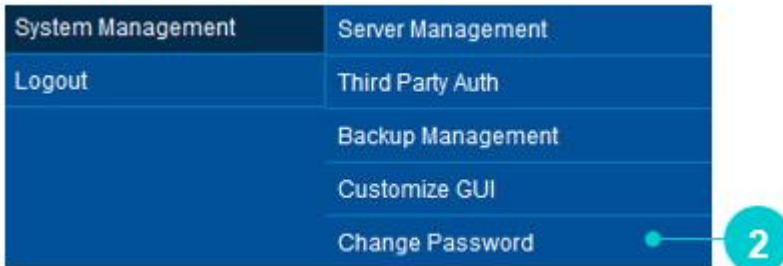 System Management
Logout
Server Management
Third Party Auth
Backup Management
Customize GUI
Change Password
2